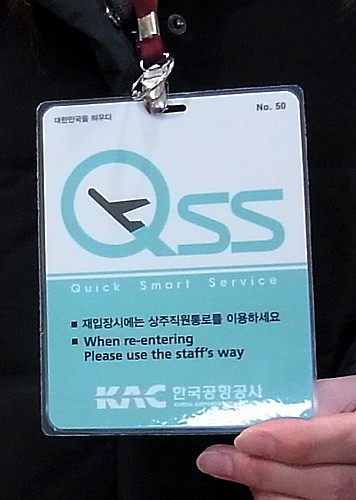 대한민국을 띄우다
No. 50
QSS
Quick Smart Service
■ 재입장시에는 상주직원통로를 이용하세요
■ When re-entering
Please use the staff's way
KAC 한국공항공사